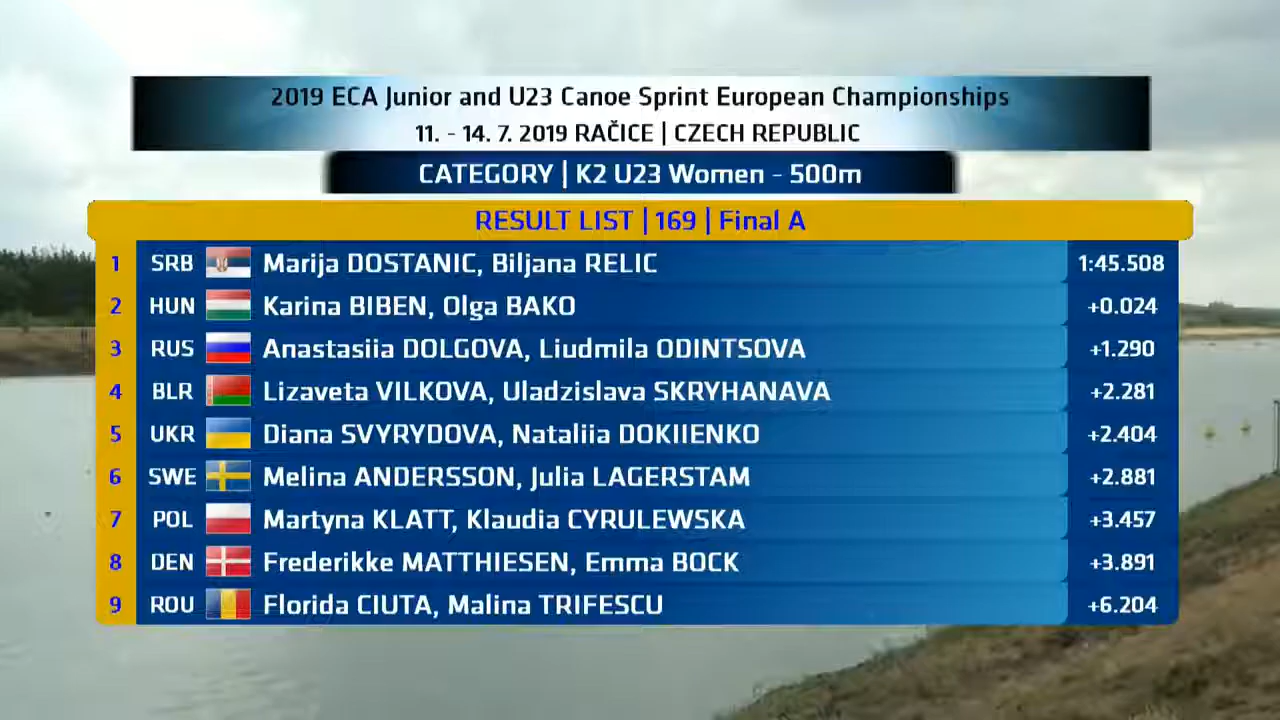 2019 ECA Junior and U23 Canoe Sprint European Championships
11. - 14. 7. 2019 RAČICE | CZECH REPUBLIC
CATEGORY | K2 U23 Women - 500m
RESULT LIST | 169 | Final A
1 SRB Marija DOSTANIC, Biljana RELIC 1:45.508
2 HUN Karina BIBEN, Olga BAKO +0.024
3 RUS Anastasiia DOLGOVA, Liudmila ODINTSOVA +1.290
4 BLR Lizaveta VILKOVA, Uladzislava SKRYHANAVA +2.281
5 UKR Diana SVYRYDOVA, Nataliia DOKIIENKO +2.404
6 SWE Melina ANDERSSON, Julia LAGERSTAM +2.881
7 POL Martyna KLATT, Klaudia CYRULEWSKA +3.457
8 DEN Frederikke MATTHIESEN, Emma BOCK +3.891
9 ROU Florida CIUTA, Malina TRIFESCU +6.204